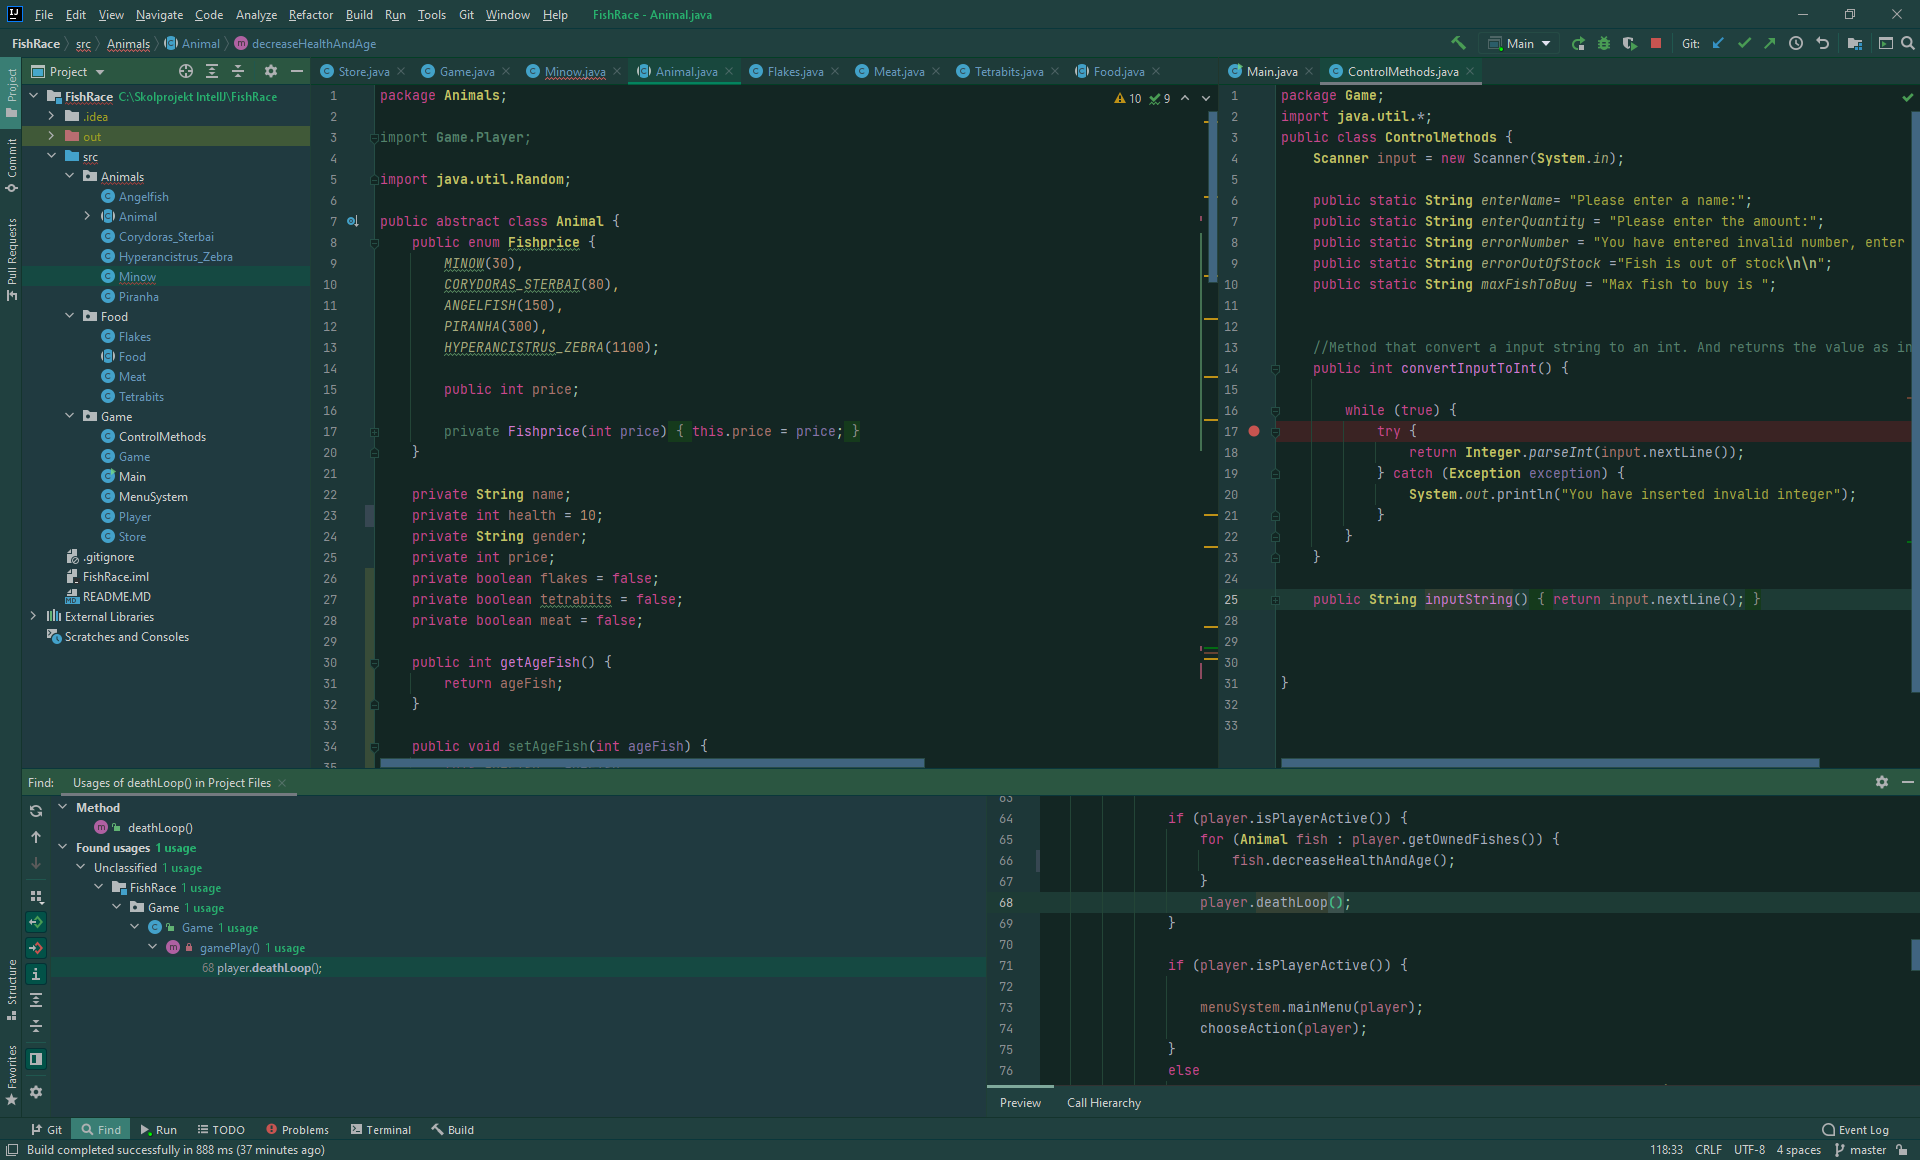 File Edit View Navigate Code Analyze Refactor Build Run Tools Git Window Help FishRace - Animal.java
FishRace src Animals Animal decreaseHealthAndAge
Main Git:
Project
Store.java Game.java Minow.java Animal.java Flakes.java Meat.java Tetrabits.java Food.java
Main.java ControlMethods.java
Project
Commit
Pull Requests
Structure
Favorites
FishRace C:\Skolprojekt IntelIJ\FishRace
.idea
out
src
Animals
Angelfish
Animal
Corydoras_Sterbai
Hyperancistrus_Zebra
Minow
Piranha
Food
Flakes
Food
Meat
Tetrabits
Game
ControlMethods
Game
Main
MenuSystem
Player
Store
.gitignore
FishRace.iml
README.MD
External Libraries
Scratches and Consoles
10 9
1 package Animals;
2
3 import Game.Player;
4
5 import java.util.Random;
6
7 public abstract class Animal {
8 public enum Fishprice {
9 MINOW(30),
10 CORYDORAS_STERBAI(80),
11 ANGELFISH(150),
12 PIRANHA(300),
13 HYPERANCISTRUS_ZEBRA(1100);
14
15 public int price;
16
17 private Fishprice(int price) { this.price = price; }
20 }
21
22 private String name;
23 private int health = 10;
24 private String gender;
25 private int price;
26 private boolean flakes = false;
27 private boolean tetrabits = false;
28 private boolean meat = false;
29
30 public int getAgeFish() {
31 return ageFish;
32 }
33
34 public void setAgeFish(int ageFish) {
35
1 package Game;
2 import java.util.*;
3 public class ControlMethods {
4 Scanner input = new Scanner(System.in);
5
6 public static String enterName= "Please enter a name:";
7 public static String enterQuantity = "Please enter the amount:";
8 public static String errorNumber = "You have entered invalid number, enter
9 public static String errorOutOfStock ="Fish is out of stock\n\n";
10 public static String maxFishToBuy = "Max fish to buy is ";
11
12
13 //Method that convert a input string to an int. And returns the value as in
14 public int convertInputToInt() {
15
16 while (true) {
17 try {
18 return Integer.parseInt(input.nextLine());
19 } catch (Exception exception) {
20 System.out.println("You have inserted invalid integer");
21 }
22 }
23 }
24
25 public String inputString() { return input.nextLine(); }
28
29
30
31 }
32
33
Find: Usages of deathLoop() in Project Files
Method
deathLoop()
Found usages 1 usage
Unclassified 1 usage
FishRace 1 usage
Game 1 usage
Game 1 usage
gamePlay() 1 usage
68 player.deathLoop();
63
64 if (player.isPlayerActive()) {
65 for (Animal fish : player.getOwnedFishes()) {
66 fish.decreaseHealthAndAge();
67 }
68 player.deathLoop();
69 }
70
71 if (player.isPlayerActive()) {
72
73 menuSystem.mainMenu(player);
74 chooseAction(player);
75 }
76 else
Preview Call Hierarchy
Git Find Run TODO Problems Terminal Build Event Log
Build completed successfully in 888 ms (37 minutes ago) 118:33 CRLF UTF-8 4 spaces master